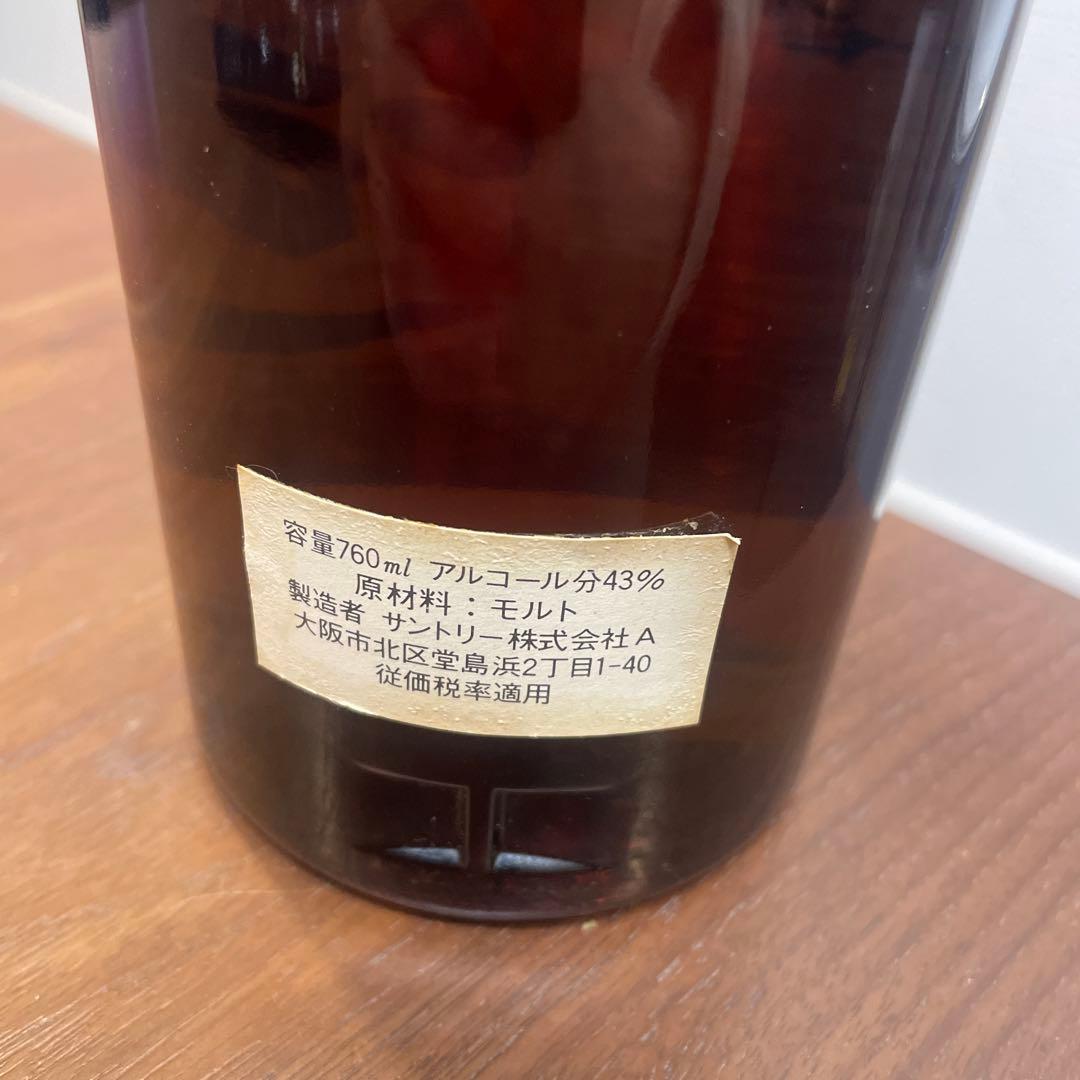 容量760ml アルコール分43%
原材料：モルト
製造者 サントリー株式会社A
大阪市北区堂島浜2丁目1-40
従価税率適用